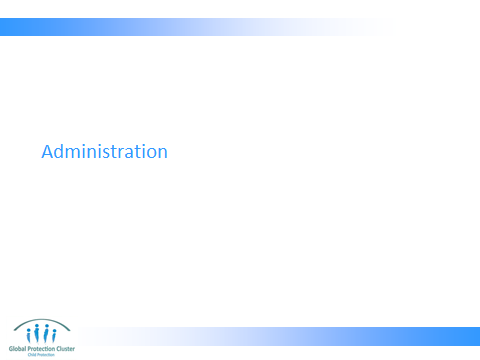 Administration
Global Protection Cluster
Child Protection